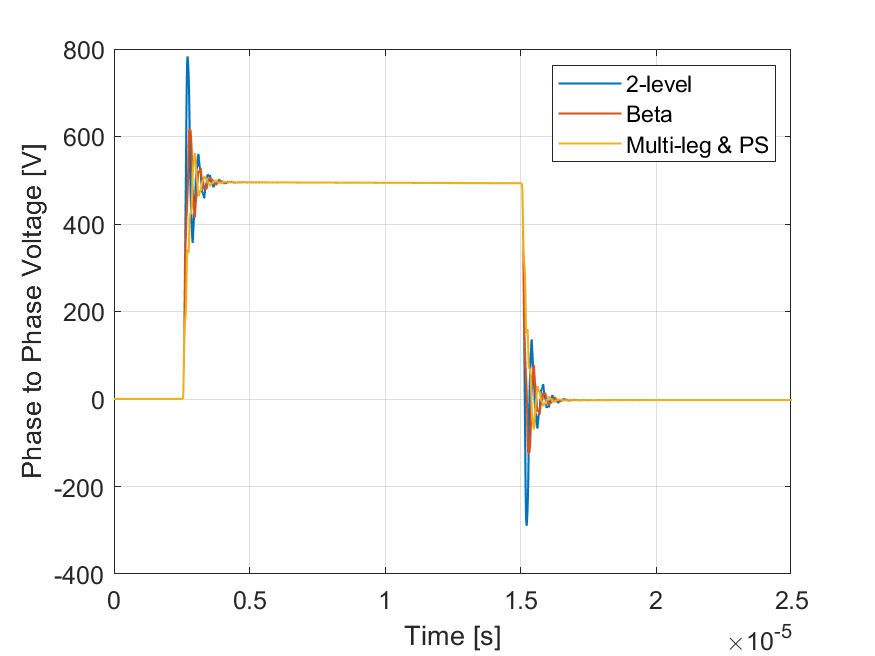 800
600
400
200
0
-200
-400
Phase to Phase Voltage [V]
2-level
Beta
Multi-leg & PS
0
0.5
1
1.5
2
2.5
Time [s]
×10-5